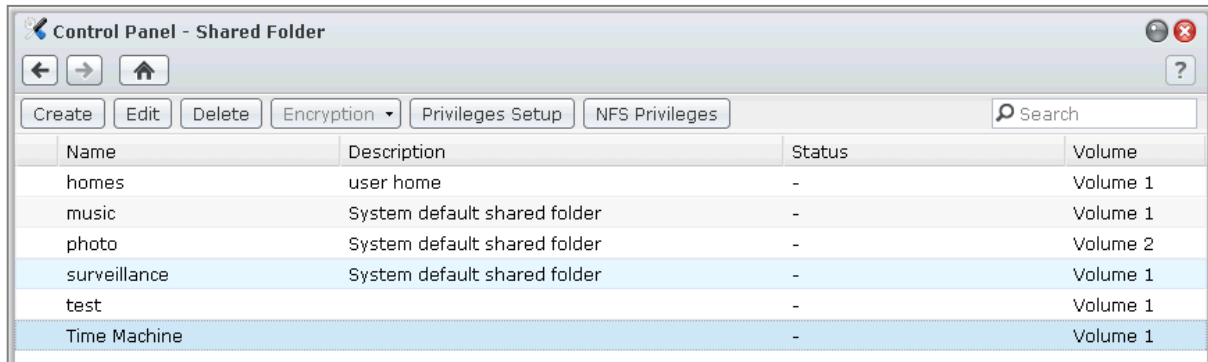 Control Panel - Shared Folder
?
Create Edit Delete Encryption Privileges Setup NFS Privileges Search
Name Description Status Volume
homes user home - Volume 1
music System default shared folder - Volume 1
photo System default shared folder - Volume 2
surveillance System default shared folder - Volume 1
test - Volume 1
Time Machine - Volume 1